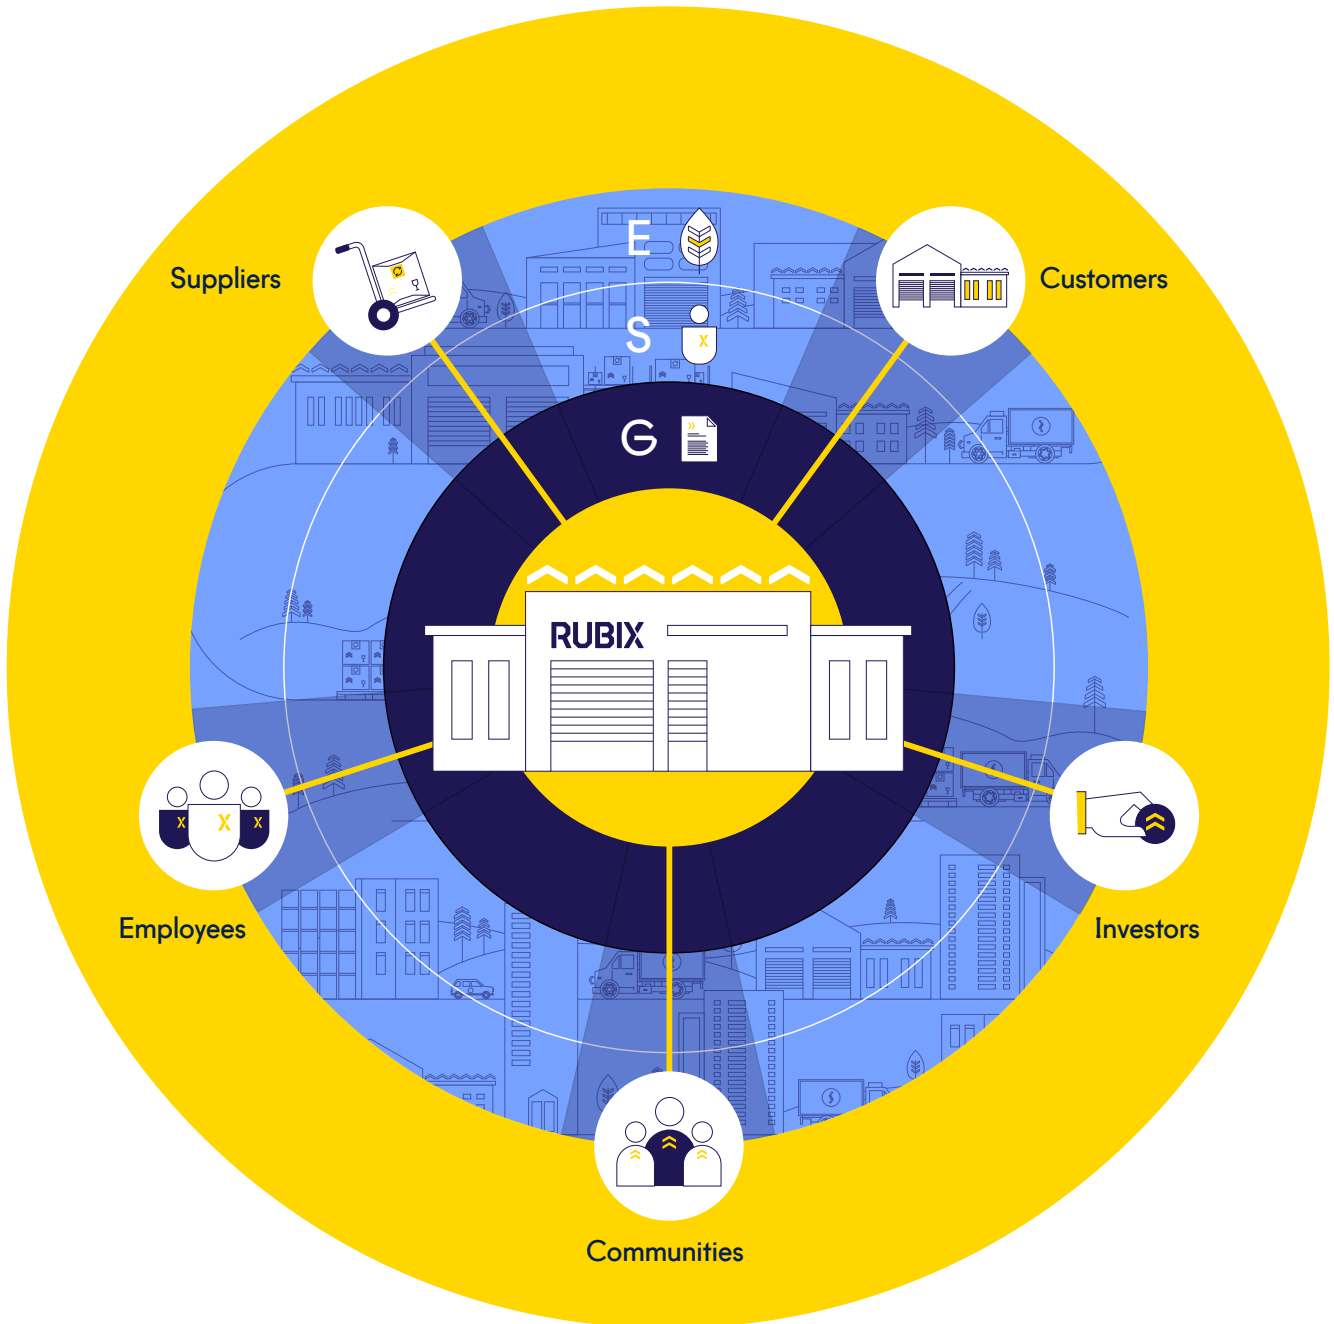 E
Suppliers
Customers
S
G
RUBIX
Employees
Investors
Communities